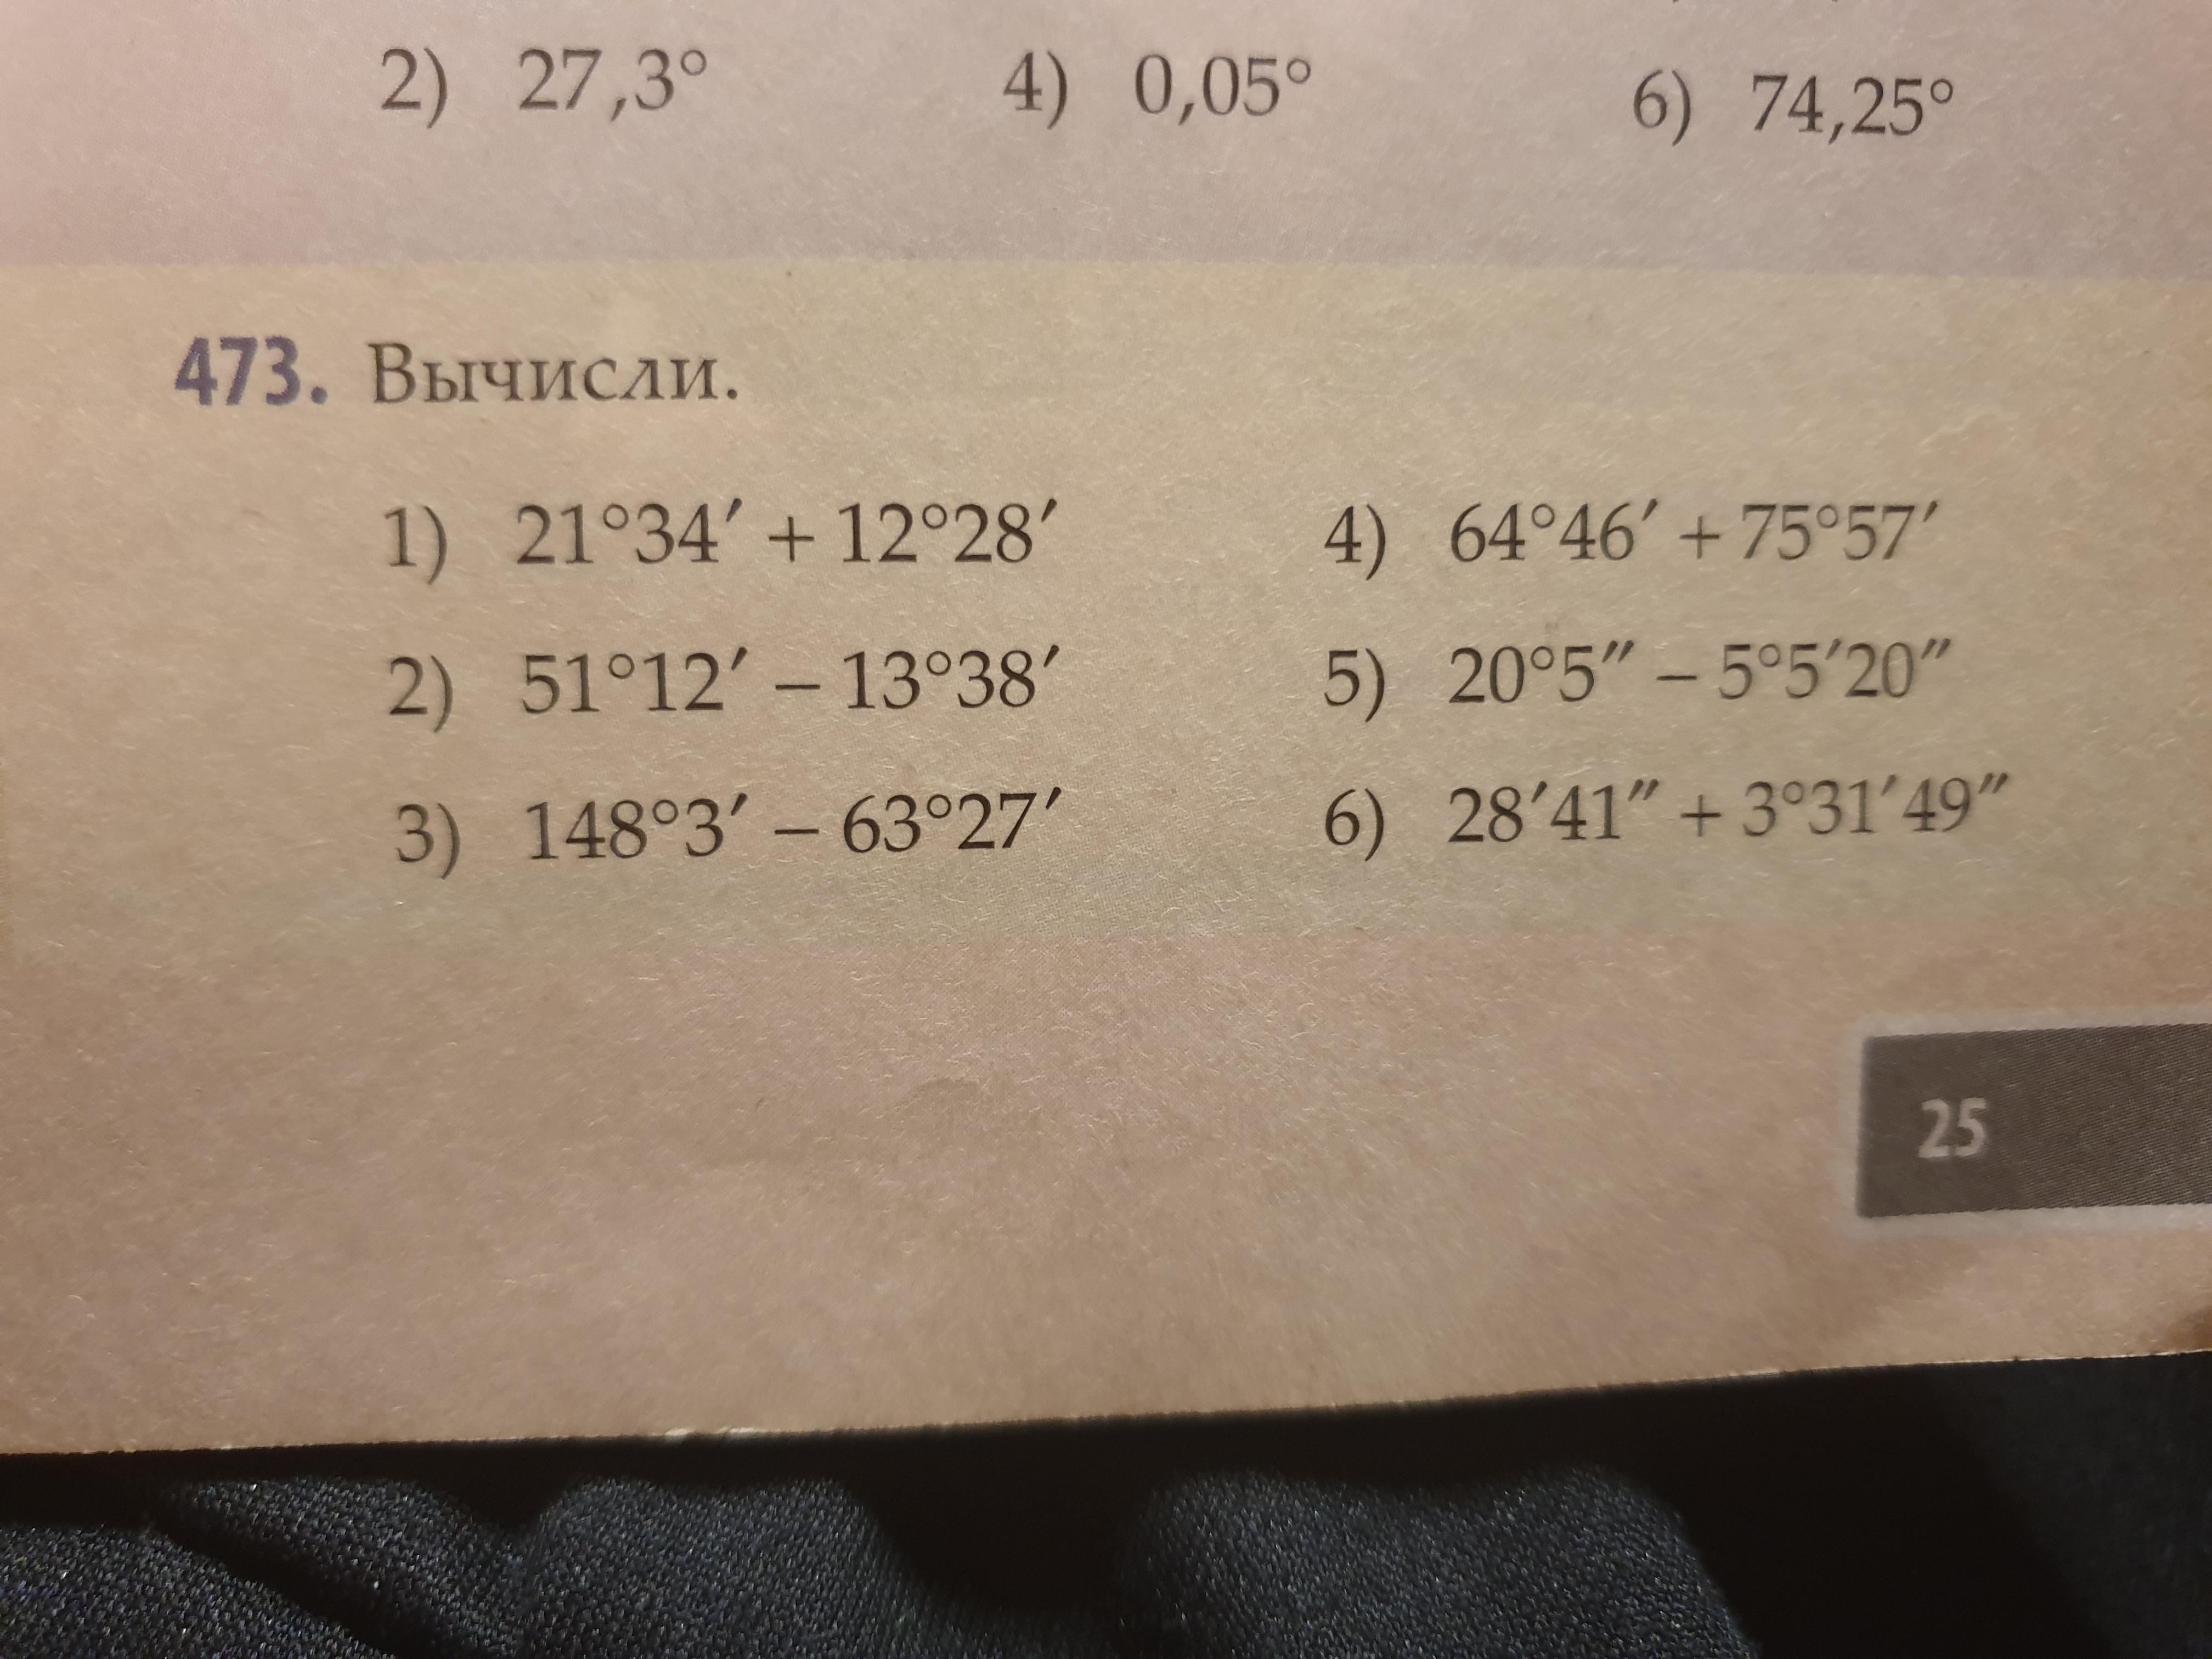 2) 27,3° 4) 0,05° 6) 74,25°
473. Вычисли.
1) 21°34′ + 12°28′ 4) 64°46′ + 75°57′
2) 51°12′ – 13°38′ 5) 20°5″ – 5°5′20″
3) 148°3′ – 63°27′ 6) 28′41″ + 3°31′49″
25